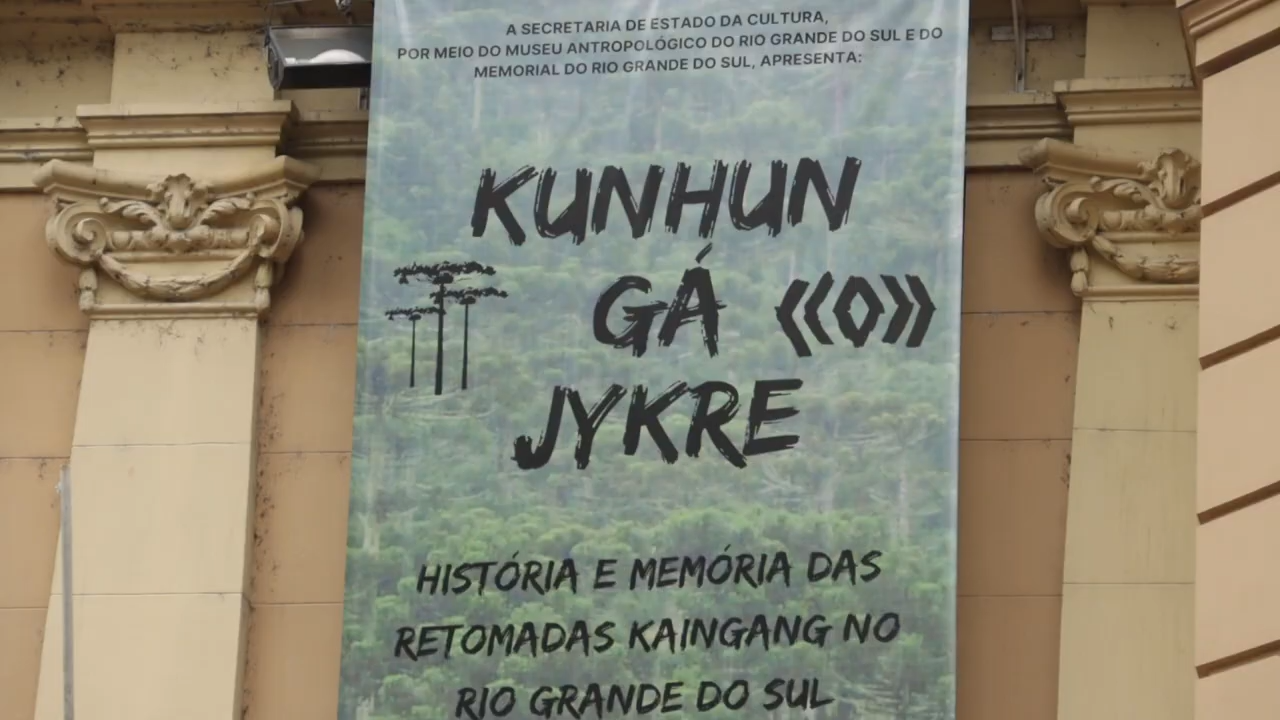 A SECRETARIA DE ESTADO DA CULTURA,
POR MEIO DO MUSEU ANTROPOLÓGICO DO RIO GRANDE DO SUL E DO
MEMORIAL DO RIO GRANDE DO SUL, APRESENTA:
KUNHUN
GÁ
JYKRE
HISTÓRIA E MEMÓRIA DAS
RETOMADAS KAINGANG NO
RIO GRANDE DO SUL